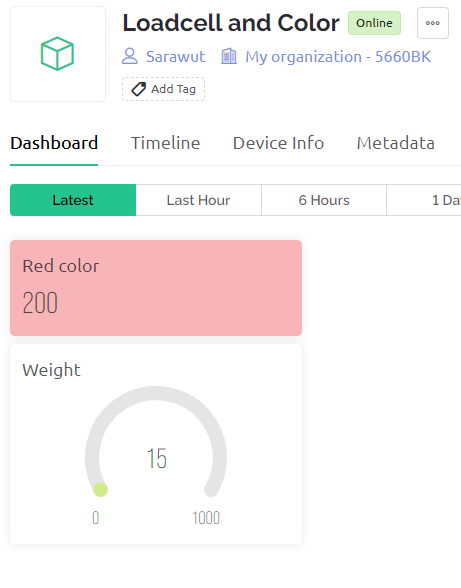 Loadcell and Color Online
Sarawut My organization - 5660BK
Add Tag
Dashboard Timeline Device Info Metadata
Latest Last Hour 6 Hours 1 Da
Red color
200
Weight
15
0 1000